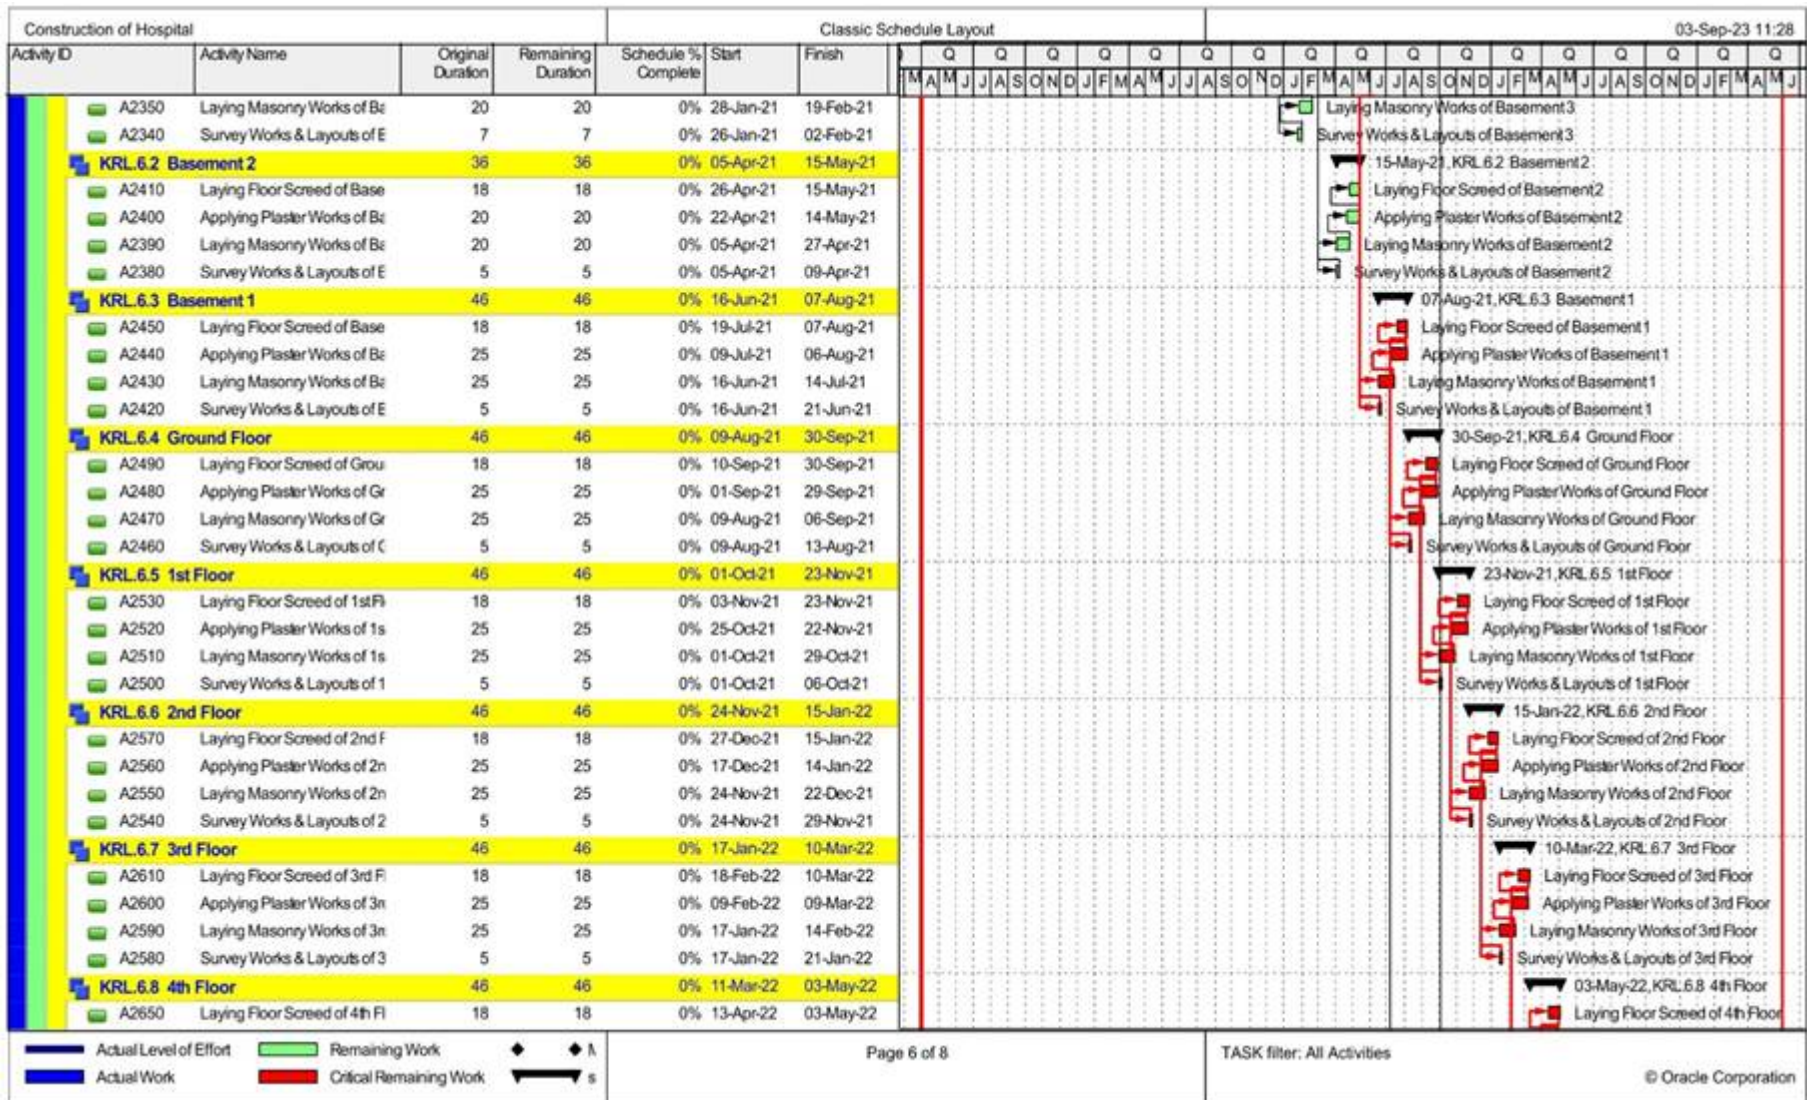 Construction of Hospital Classic Schedule Layout 03-Sep-23 11:28
Activity ID Activity Name Original Duration Remaining Duration Schedule % Complete Start Finish
Q Q Q Q Q Q Q Q Q Q Q Q Q Q Q Q Q
M A M J J A S O N D J F M A M J J A S O N D J F M A M J J A S O N D J F M A M J J A S O N D J F M A M J
A2350 Laying Masonry Works of Ba 20 20 0% 28-Jan-21 19-Feb-21 Laying Masonry Works of Basement 3
A2340 Survey Works & Layouts of E 7 7 0% 26-Jan-21 02-Feb-21 Survey Works & Layouts of Basement 3
KRL.6.2 Basement 2 36 36 0% 05-Apr-21 15-May-21 15-May-21, KRL.6.2 Basement 2
A2410 Laying Floor Screed of Base 18 18 0% 26-Apr-21 15-May-21 Laying Floor Screed of Basement 2
A2400 Applying Plaster Works of Ba 20 20 0% 22-Apr-21 14-May-21 Applying Plaster Works of Basement 2
A2390 Laying Masonry Works of Ba 20 20 0% 05-Apr-21 27-Apr-21 Laying Masonry Works of Basement 2
A2380 Survey Works & Layouts of E 5 5 0% 05-Apr-21 09-Apr-21 Survey Works & Layouts of Basement 2
KRL.6.3 Basement 1 46 46 0% 16-Jun-21 07-Aug-21 07-Aug-21, KRL.6.3 Basement 1
A2450 Laying Floor Screed of Base 18 18 0% 19-Jul-21 07-Aug-21 Laying Floor Screed of Basement 1
A2440 Applying Plaster Works of Ba 25 25 0% 09-Jul-21 06-Aug-21 Applying Plaster Works of Basement 1
A2430 Laying Masonry Works of Ba 25 25 0% 16-Jun-21 14-Jul-21 Laying Masonry Works of Basement 1
A2420 Survey Works & Layouts of E 5 5 0% 16-Jun-21 21-Jun-21 Survey Works & Layouts of Basement 1
KRL.6.4 Ground Floor 46 46 0% 09-Aug-21 30-Sep-21 30-Sep-21, KRL.6.4 Ground Floor
A2490 Laying Floor Screed of Grou 18 18 0% 10-Sep-21 30-Sep-21 Laying Floor Screed of Ground Floor
A2480 Applying Plaster Works of Gr 25 25 0% 01-Sep-21 29-Sep-21 Applying Plaster Works of Ground Floor
A2470 Laying Masonry Works of Gr 25 25 0% 09-Aug-21 06-Sep-21 Laying Masonry Works of Ground Floor
A2460 Survey Works & Layouts of G 5 5 0% 09-Aug-21 13-Aug-21 Survey Works & Layouts of Ground Floor
KRL.6.5 1st Floor 46 46 0% 01-Oct-21 23-Nov-21 23-Nov-21, KRL.6.5 1st Floor
A2530 Laying Floor Screed of 1st Fl 18 18 0% 03-Nov-21 23-Nov-21 Laying Floor Screed of 1st Floor
A2520 Applying Plaster Works of 1s 25 25 0% 25-Oct-21 22-Nov-21 Applying Plaster Works of 1st Floor
A2510 Laying Masonry Works of 1s 25 25 0% 01-Oct-21 29-Oct-21 Laying Masonry Works of 1st Floor
A2500 Survey Works & Layouts of 1 5 5 0% 01-Oct-21 06-Oct-21 Survey Works & Layouts of 1st Floor
KRL.6.6 2nd Floor 46 46 0% 24-Nov-21 15-Jan-22 15-Jan-22, KRL.6.6 2nd Floor
A2570 Laying Floor Screed of 2nd F 18 18 0% 27-Dec-21 15-Jan-22 Laying Floor Screed of 2nd Floor
A2560 Applying Plaster Works of 2n 25 25 0% 17-Dec-21 14-Jan-22 Applying Plaster Works of 2nd Floor
A2550 Laying Masonry Works of 2n 25 25 0% 24-Nov-21 22-Dec-21 Laying Masonry Works of 2nd Floor
A2540 Survey Works & Layouts of 2 5 5 0% 24-Nov-21 29-Nov-21 Survey Works & Layouts of 2nd Floor
KRL.6.7 3rd Floor 46 46 0% 17-Jan-22 10-Mar-22 10-Mar-22, KRL.6.7 3rd Floor
A2610 Laying Floor Screed of 3rd F 18 18 0% 18-Feb-22 10-Mar-22 Laying Floor Screed of 3rd Floor
A2600 Applying Plaster Works of 3r 25 25 0% 09-Feb-22 09-Mar-22 Applying Plaster Works of 3rd Floor
A2590 Laying Masonry Works of 3r 25 25 0% 17-Jan-22 14-Feb-22 Laying Masonry Works of 3rd Floor
A2580 Survey Works & Layouts of 3 5 5 0% 17-Jan-22 21-Jan-22 Survey Works & Layouts of 3rd Floor
KRL.6.8 4th Floor 46 46 0% 11-Mar-22 03-May-22 03-May-22, KRL.6.8 4th Floor
A2650 Laying Floor Screed of 4th Fl 18 18 0% 13-Apr-22 03-May-22 Laying Floor Screed of 4th Floor
Actual Level of Effort Remaining Work Page 6 of 8 TASK filter: All Activities
Actual Work Critical Remaining Work s
© Oracle Corporation